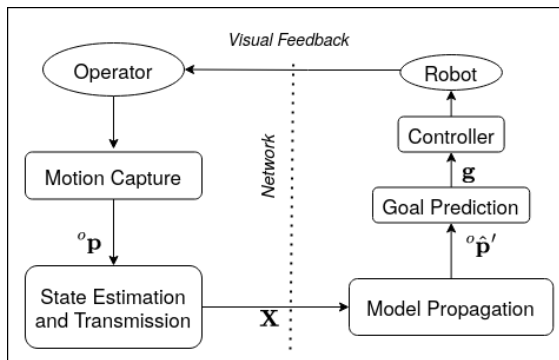 Visual Feedback
Operator
Robot
Controller
Motion Capture
Network
g
Goal Prediction
ᵒp
ᵒp̂′
State Estimation
and Transmission
X
Model Propagation